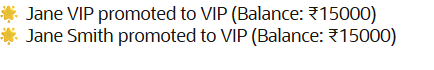 🌟 Jane VIP promoted to VIP (Balance: ₹15000)
🌟 Jane Smith promoted to VIP (Balance: ₹15000)